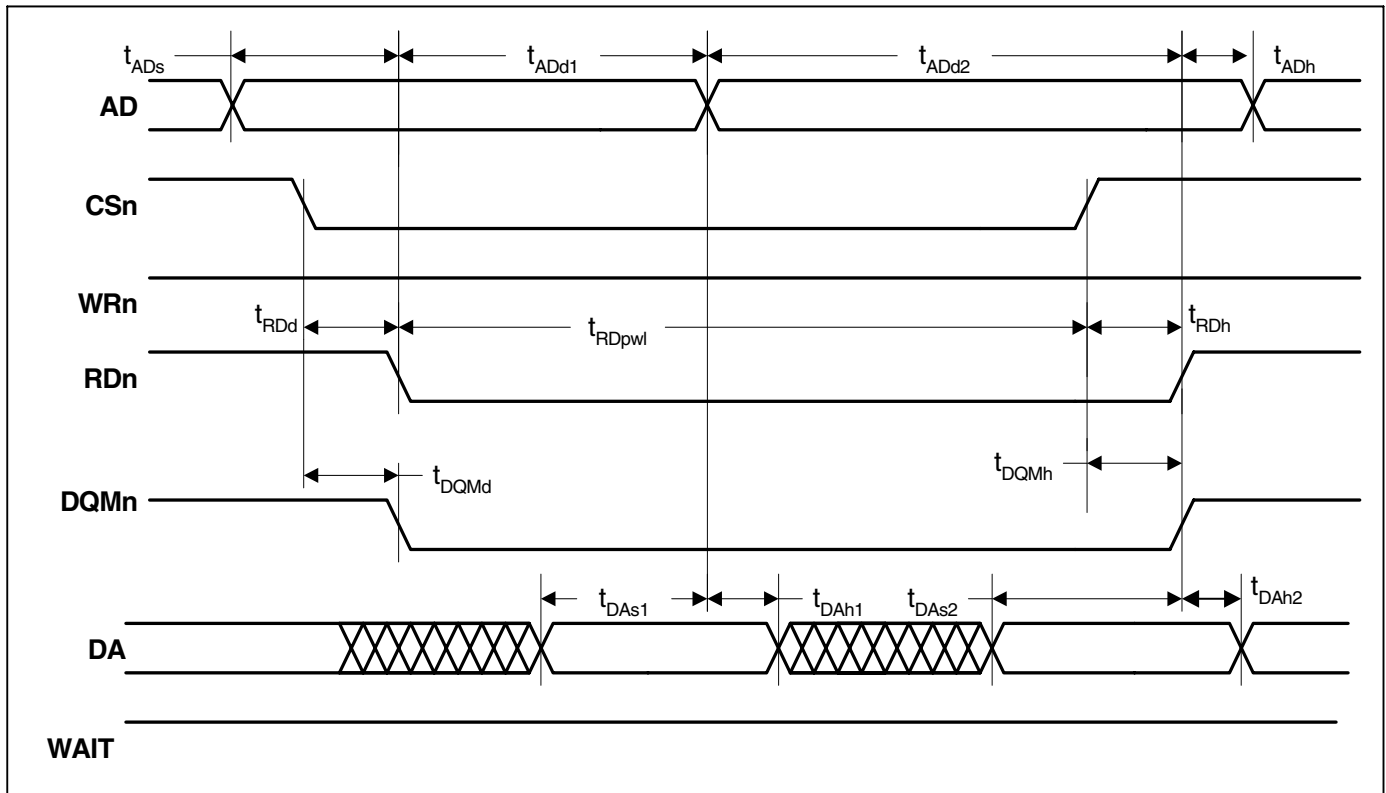 tADs tADd1 tADd2 tADh
AD
CSn
WRn
tRDd tRDpwl tRDh
RDn
tDQMd tDQMh
DQMn
tDAs1 tDAh1 tDAs2 tDAh2
DA
WAIT